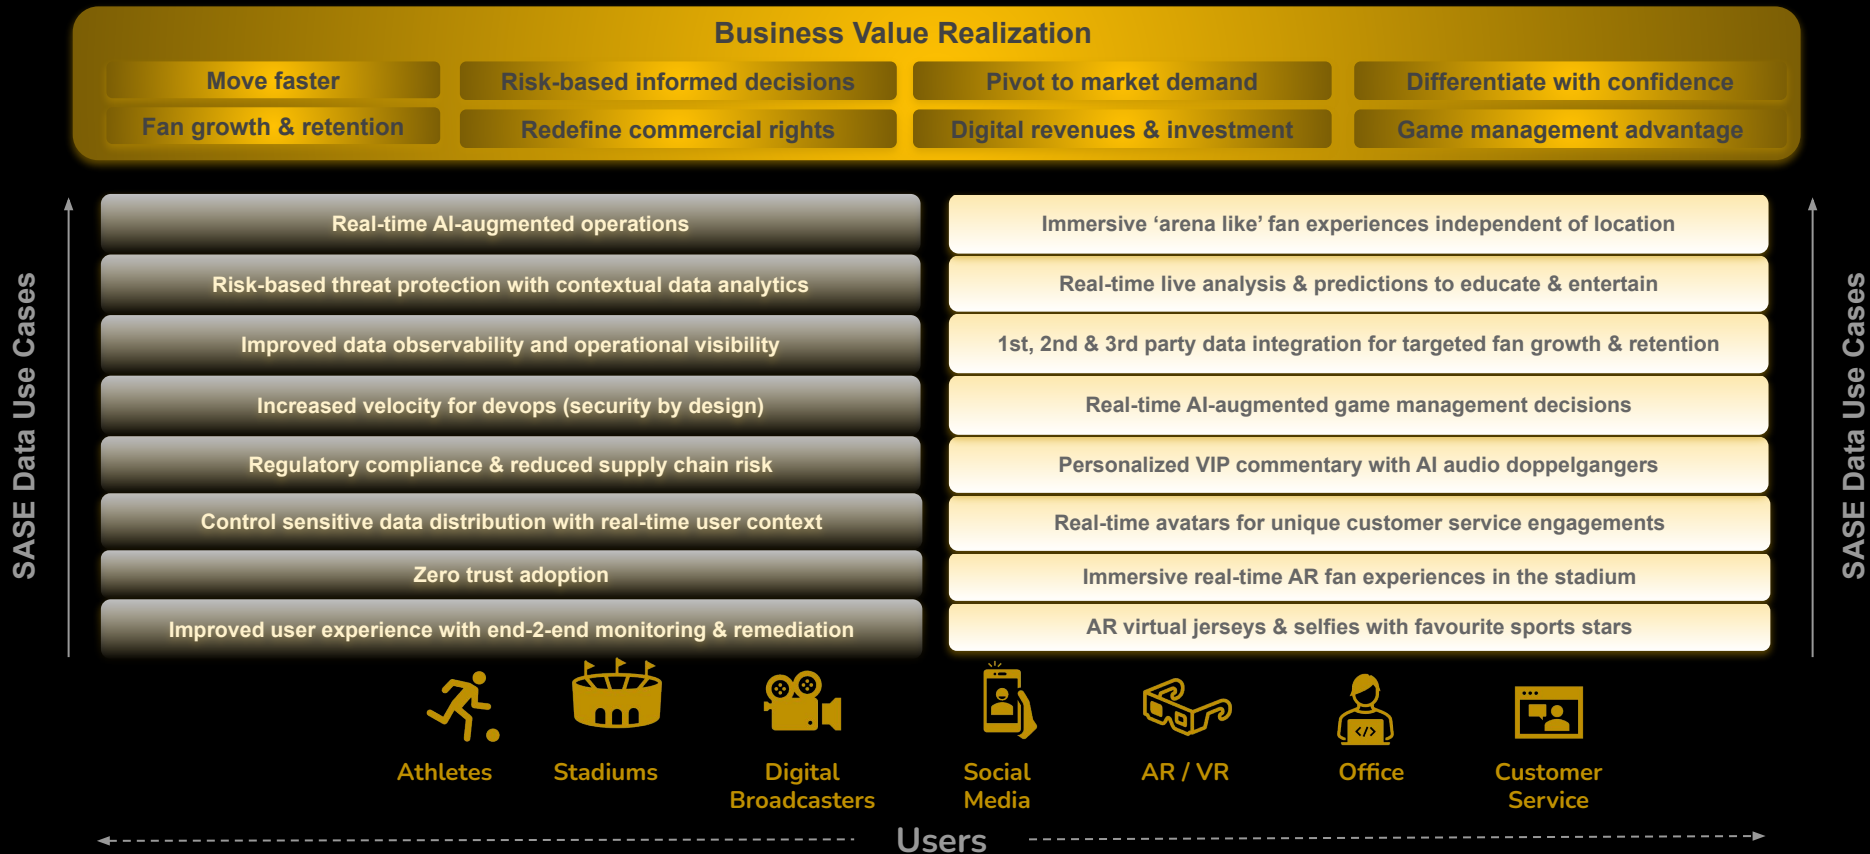 Business Value Realization
Move faster
Risk-based informed decisions
Pivot to market demand
Differentiate with confidence
Fan growth & retention
Redefine commercial rights
Digital revenues & investment
Game management advantage
SASE Data Use Cases
Real-time AI-augmented operations
Risk-based threat protection with contextual data analytics
Improved data observability and operational visibility
Increased velocity for devops (security by design)
Regulatory compliance & reduced supply chain risk
Control sensitive data distribution with real-time user context
Zero trust adoption
Improved user experience with end-2-end monitoring & remediation
Immersive ‘arena like’ fan experiences independent of location
Real-time live analysis & predictions to educate & entertain
1st, 2nd & 3rd party data integration for targeted fan growth & retention
Real-time AI-augmented game management decisions
Personalized VIP commentary with AI audio doppelgangers
Real-time avatars for unique customer service engagements
Immersive real-time AR fan experiences in the stadium
AR virtual jerseys & selfies with favourite sports stars
SASE Data Use Cases
</>
Athletes
Stadiums
Digital
Broadcasters
Social
Media
AR / VR
Office
Customer
Service
Users